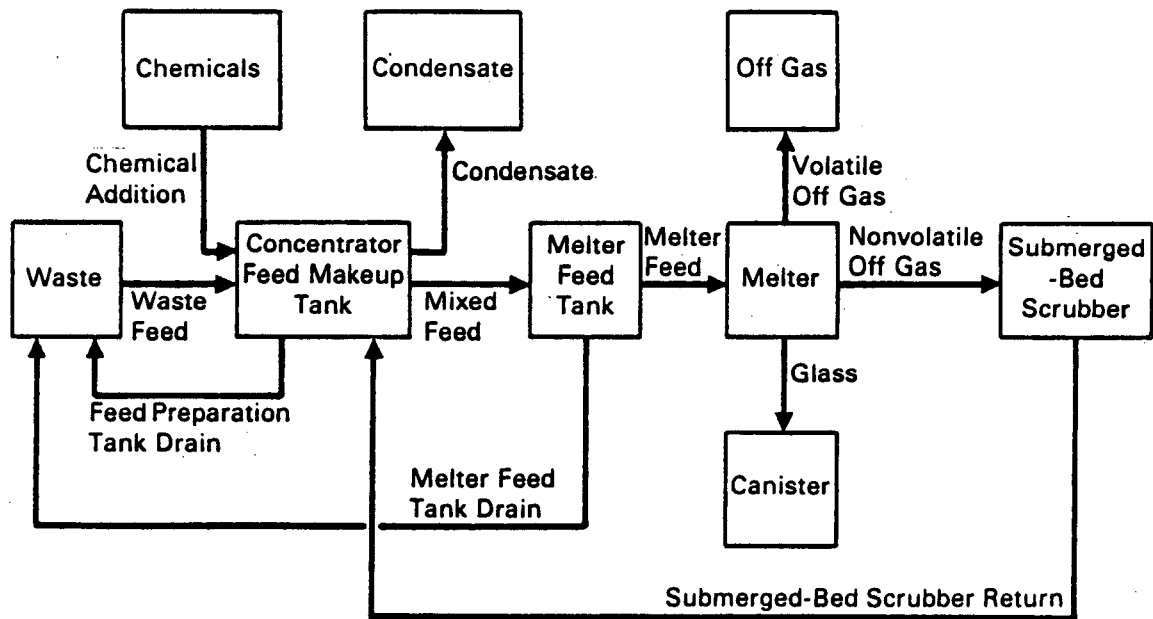 Chemicals
Condensate
Off Gas
Chemical
Addition
Condensate
Volatile
Off Gas
Waste
Waste
Feed
Concentrator
Feed Makeup
Tank
Mixed
Feed
Melter
Feed
Tank
Melter
Feed
Melter
Nonvolatile
Off Gas
Submerged
-Bed
Scrubber
Glass
Feed Preparation
Tank Drain
Melter Feed
Tank Drain
Canister
Submerged-Bed Scrubber Return